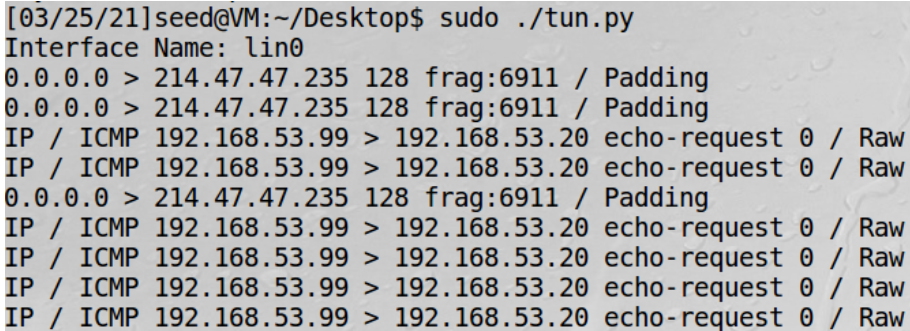 [03/25/21]seed@VM:~/Desktop$ sudo ./tun.py
Interface Name: lin0
0.0.0.0 > 214.47.47.235 128 frag:6911 / Padding
0.0.0.0 > 214.47.47.235 128 frag:6911 / Padding
IP / ICMP 192.168.53.99 > 192.168.53.20 echo-request 0 / Raw
IP / ICMP 192.168.53.99 > 192.168.53.20 echo-request 0 / Raw
0.0.0.0 > 214.47.47.235 128 frag:6911 / Padding
IP / ICMP 192.168.53.99 > 192.168.53.20 echo-request 0 / Raw
IP / ICMP 192.168.53.99 > 192.168.53.20 echo-request 0 / Raw
IP / ICMP 192.168.53.99 > 192.168.53.20 echo-request 0 / Raw
IP / ICMP 192.168.53.99 > 192.168.53.20 echo-request 0 / Raw